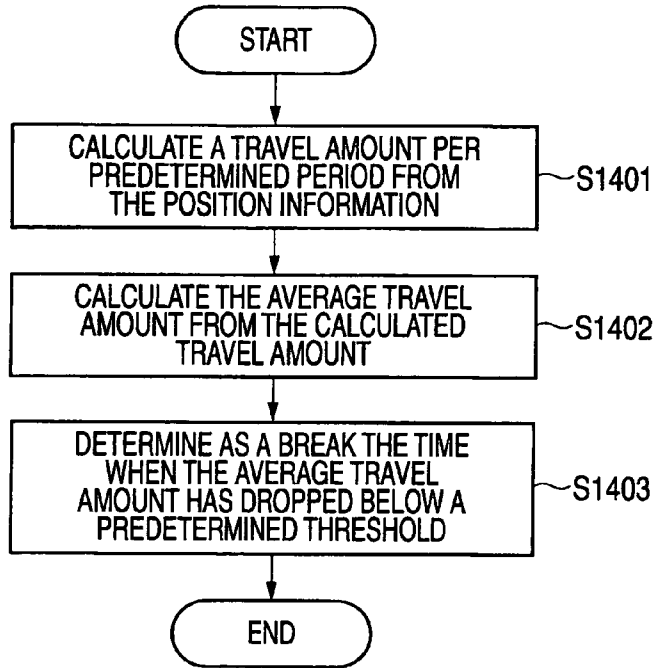 START
CALCULATE A TRAVEL AMOUNT PER
PREDETERMINED PERIOD FROM
THE POSITION INFORMATION
S1401
CALCULATE THE AVERAGE TRAVEL
AMOUNT FROM THE CALCULATED
TRAVEL AMOUNT
S1402
DETERMINE AS A BREAK THE TIME
WHEN THE AVERAGE TRAVEL
AMOUNT HAS DROPPED BELOW A
PREDETERMINED THRESHOLD
S1403
END